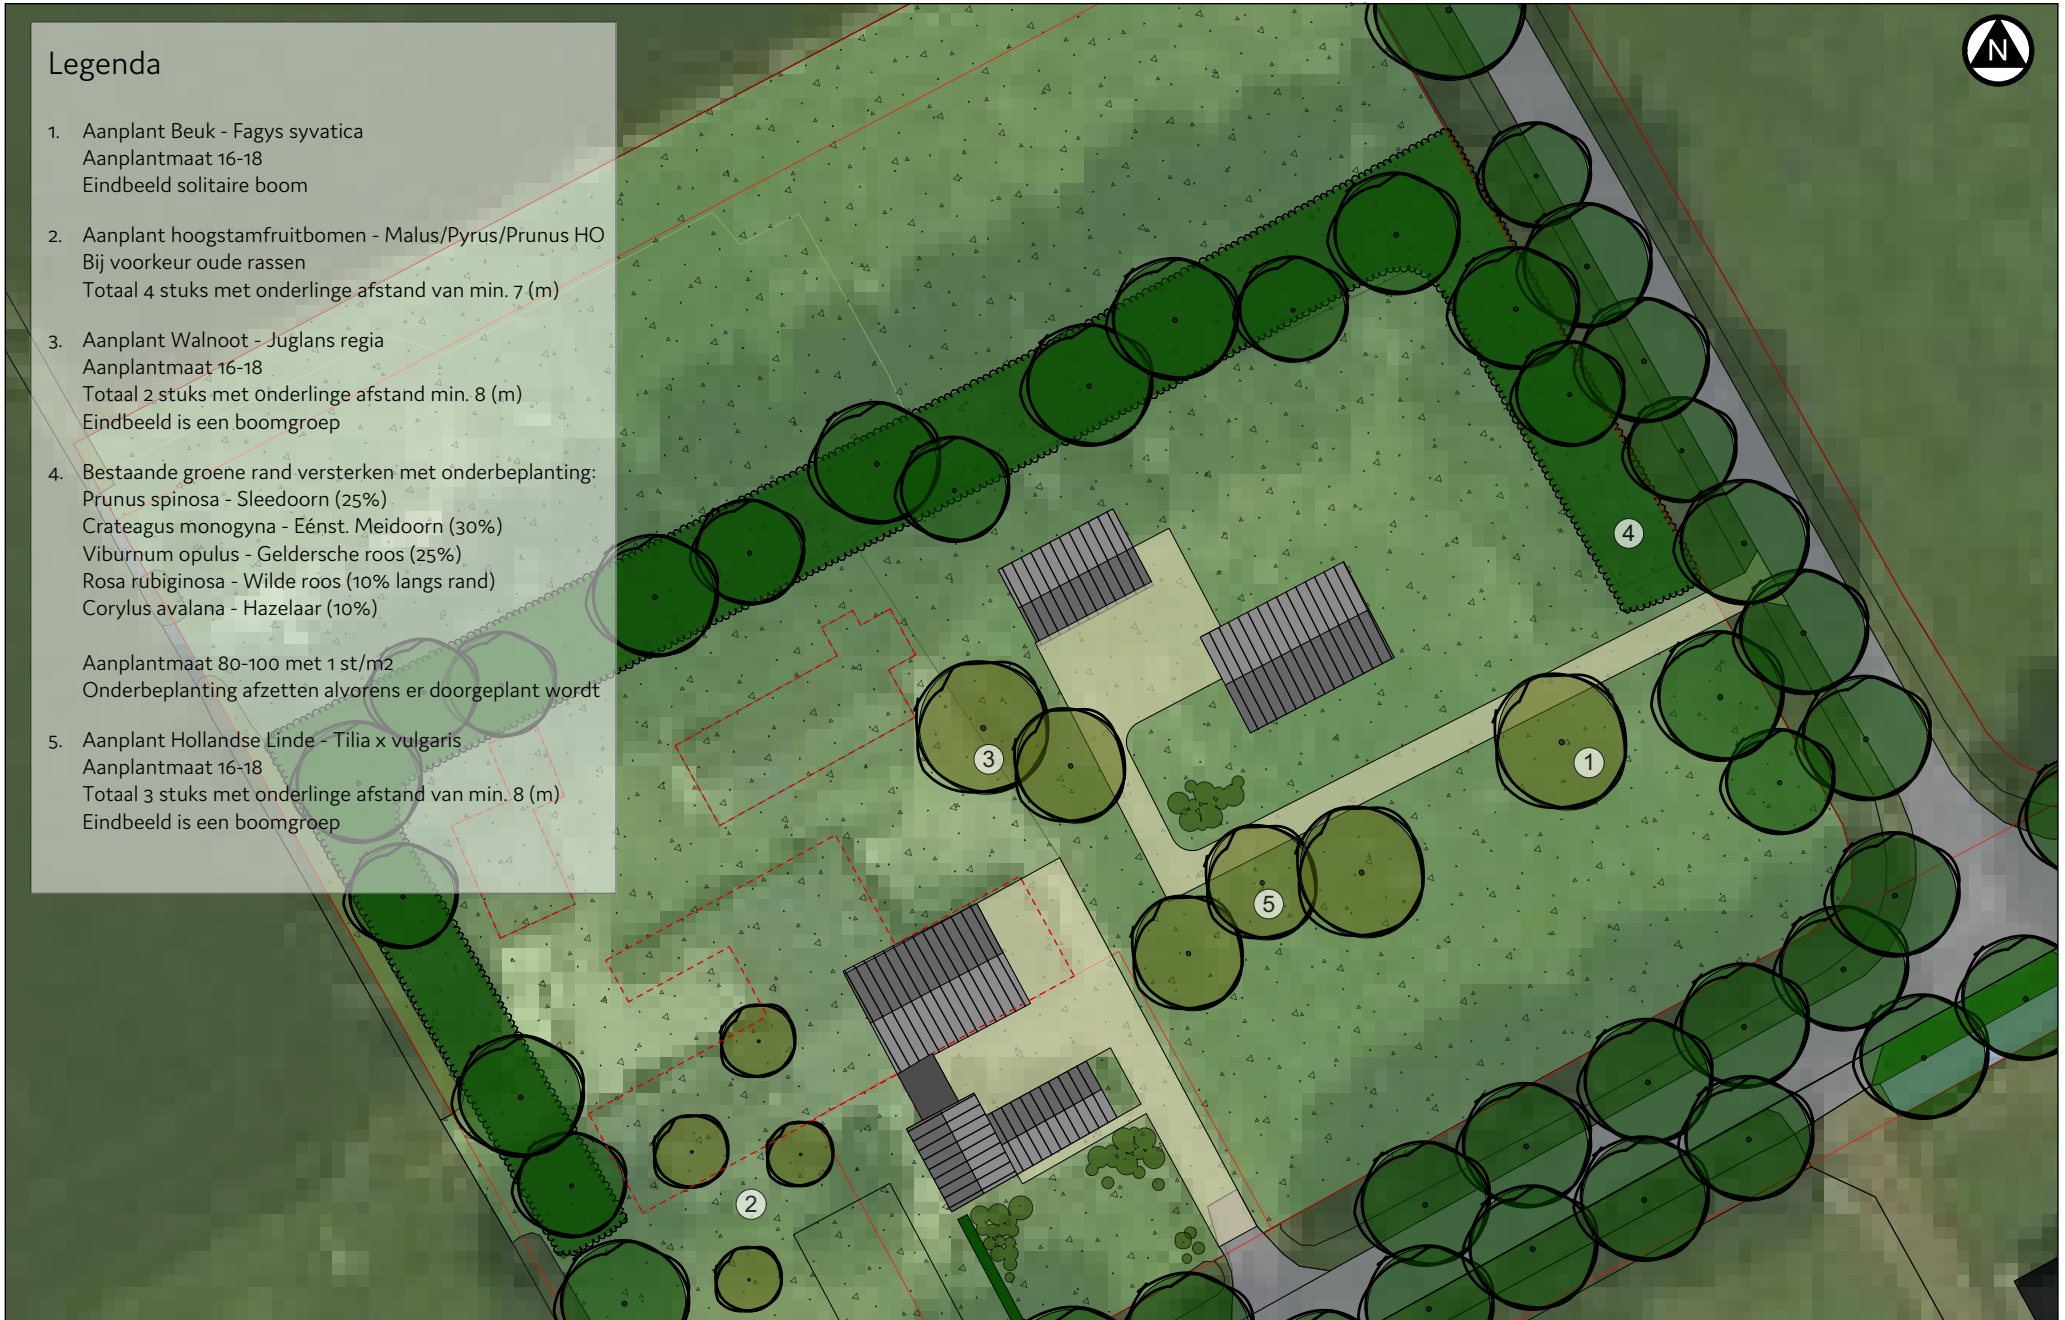 Legenda
1. Aanplant Beuk - Fagys syvatica
Aanplantmaat 16-18
Eindbeeld solitaire boom
2. Aanplant hoogstamfruitbomen - Malus/Pyrus/Prunus HO
Bij voorkeur oude rassen
Totaal 4 stuks met onderlinge afstand van min. 7 (m)
3. Aanplant Walnoot - Juglans regia
Aanplantmaat 16-18
Totaal 2 stuks met onderlinge afstand min. 8 (m)
Eindbeeld is een boomgroep
4. Bestaande groene rand versterken met onderbeplanting:
Prunus spinosa - Sleedoorn (25%)
Crateagus monogyna - Eénst. Meidoorn (30%)
Viburnum opulus - Geldersche roos (25%)
Rosa rubiginosa - Wilde roos (10% langs rand)
Corylus avalana - Hazelaar (10%)
Aanplantmaat 80-100 met 1 st/m2
Onderbeplanting afzetten alvorens er doorgeplant wordt
5. Aanplant Hollandse Linde - Tilia x vulgaris
Aanplantmaat 16-18
Totaal 3 stuks met onderlinge afstand van min. 8 (m)
Eindbeeld is een boomgroep
N
4
3
1
5
2